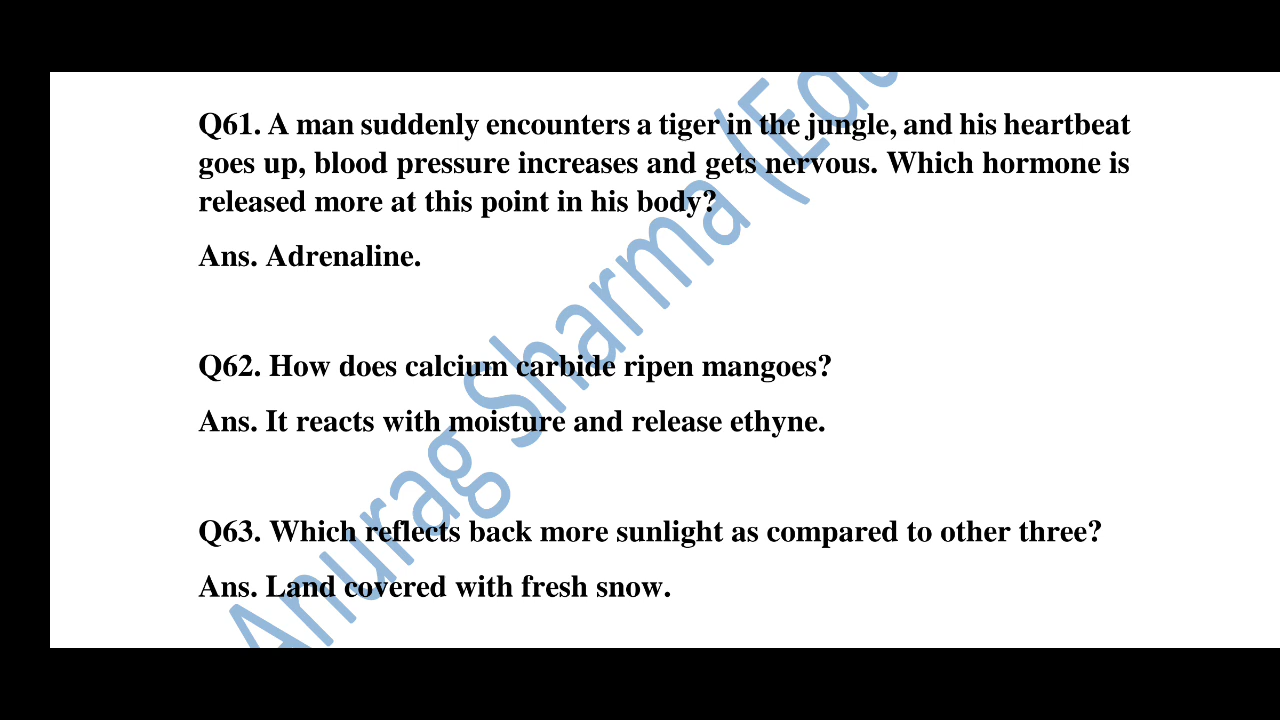 Q61. A man suddenly encounters a tiger in the jungle, and his heartbeat
goes up, blood pressure increases and gets nervous. Which hormone is
released more at this point in his body?
Ans. Adrenaline.
Q62. How does calcium carbide ripen mangoes?
Ans. It reacts with moisture and release ethyne.
Q63. Which reflects back more sunlight as compared to other three?
Ans. Land covered with fresh snow.
Anurag Sharma (Edu